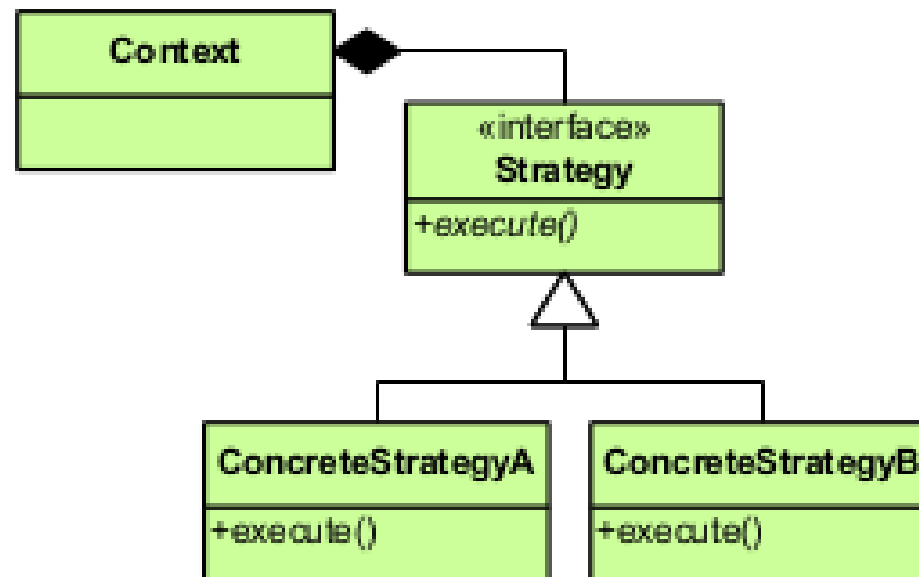 Context
«interface»
Strategy
+execute()
ConcreteStrategyA
+execute()
ConcreteStrategyB
+execute()